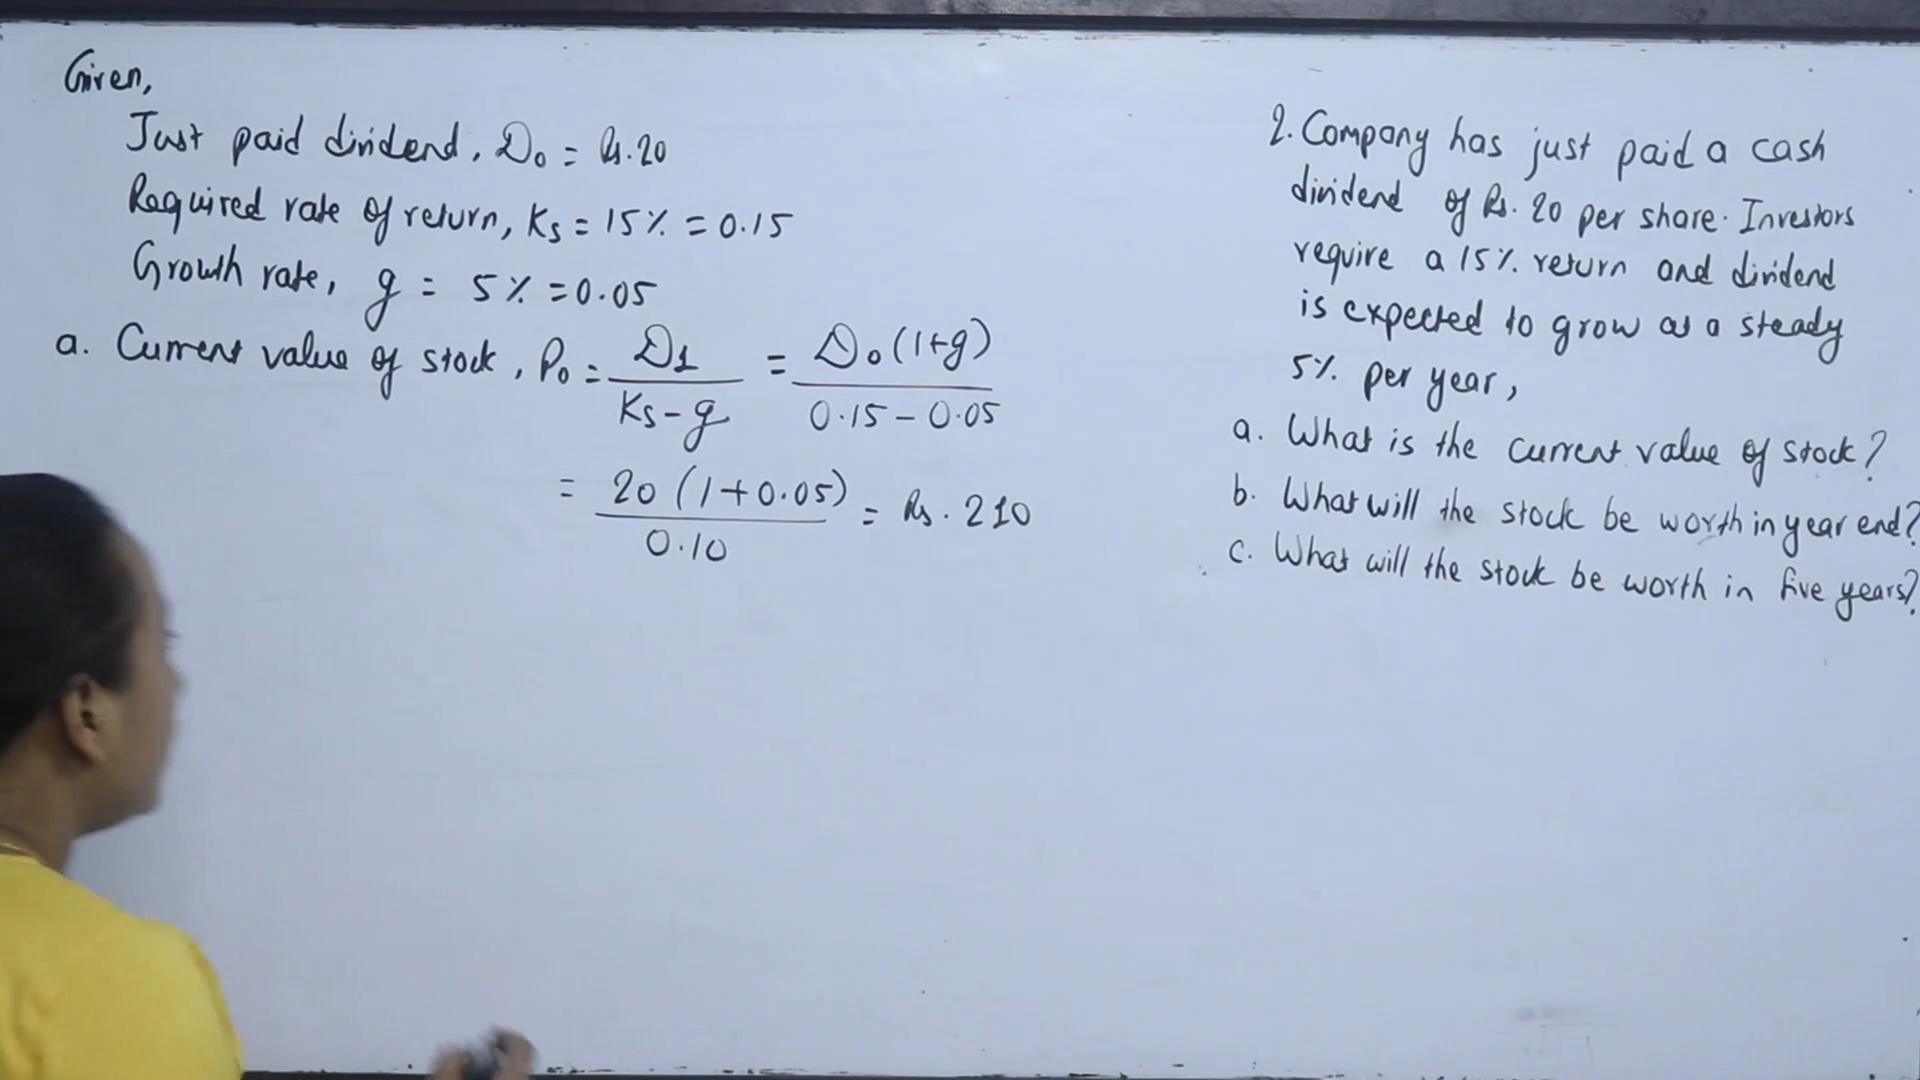 Given,
Just paid dividend, D₀ = Rs. 20
Required rate of return, Ks = 15% = 0.15
Growth rate, g = 5% = 0.05
a. Current value of stock, P₀ = D1 / Ks - g = D₀(1+g) / 0.15 - 0.05
= 20 (1+0.05) / 0.10 = Rs. 210
2. Company has just paid a cash
dividend of Rs. 20 per share. Investors
require a 15% return and dividend
is expected to grow as a steady
5% per year,
a. What is the current value of stock?
b. What will the stock be worth in year end?
c. What will the stock be worth in five years?